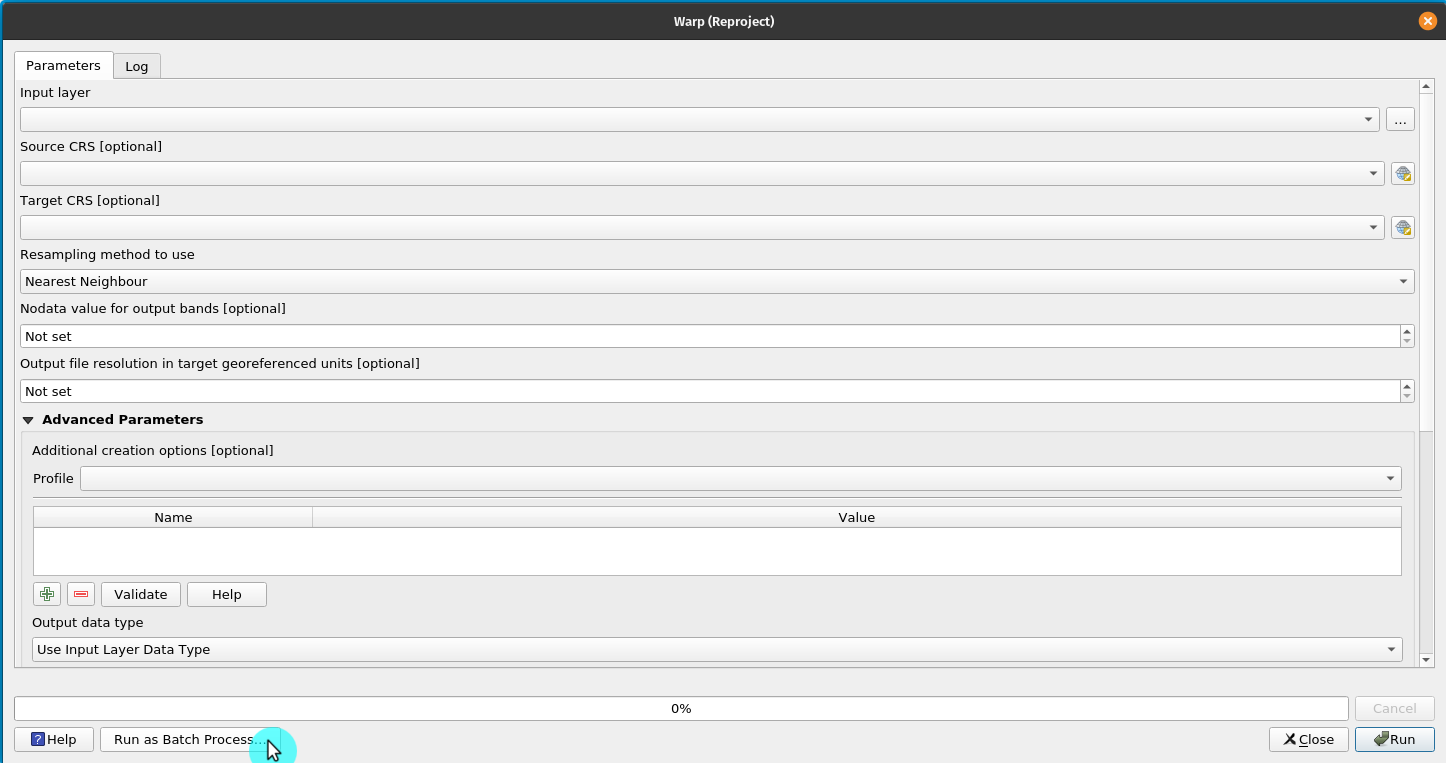 Warp (Reproject)
Parameters
Log
Input layer
...
Source CRS [optional]
Target CRS [optional]
Resampling method to use
Nearest Neighbour
Nodata value for output bands [optional]
Not set
Output file resolution in target georeferenced units [optional]
Not set
Advanced Parameters
Additional creation options [optional]
Profile
Name Value
Validate Help
Output data type
Use Input Layer Data Type
0% Cancel
Help Run as Batch Process... Close Run